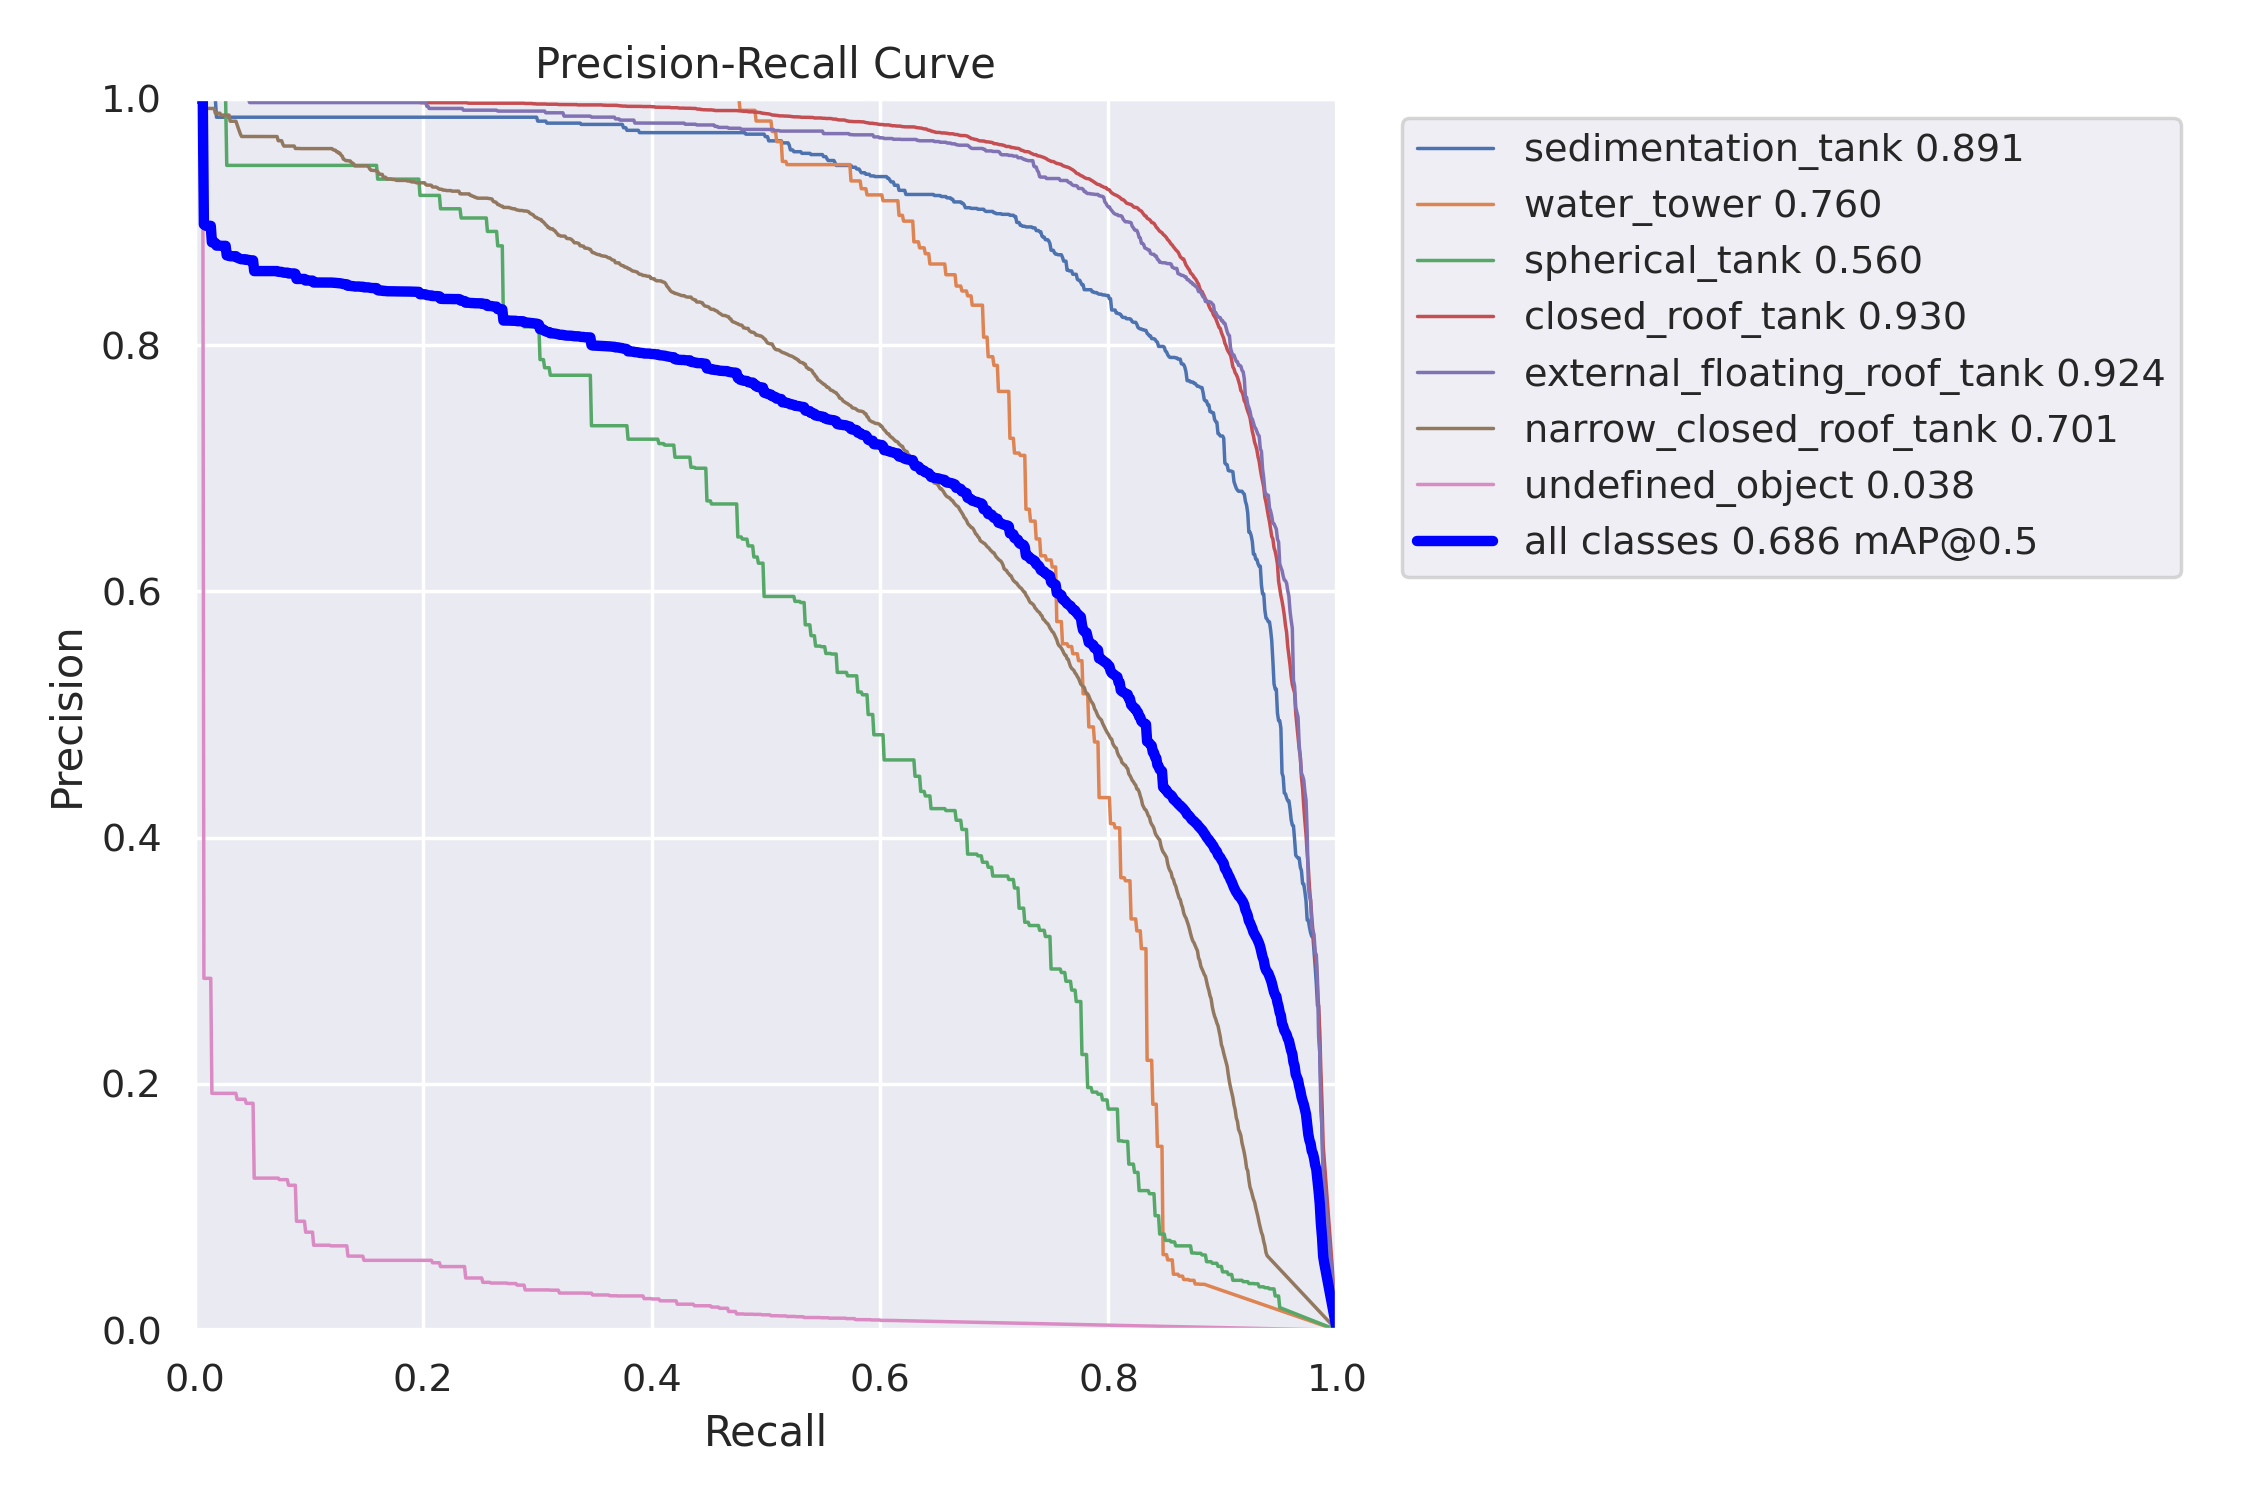 Precision-Recall Curve
1.0
0.8
0.6
0.4
0.2
0.0
Precision
0.0 0.2 0.4 0.6 0.8 1.0
Recall
sedimentation_tank 0.891
water_tower 0.760
spherical_tank 0.560
closed_roof_tank 0.930
external_floating_roof_tank 0.924
narrow_closed_roof_tank 0.701
undefined_object 0.038
all classes 0.686 mAP@0.5